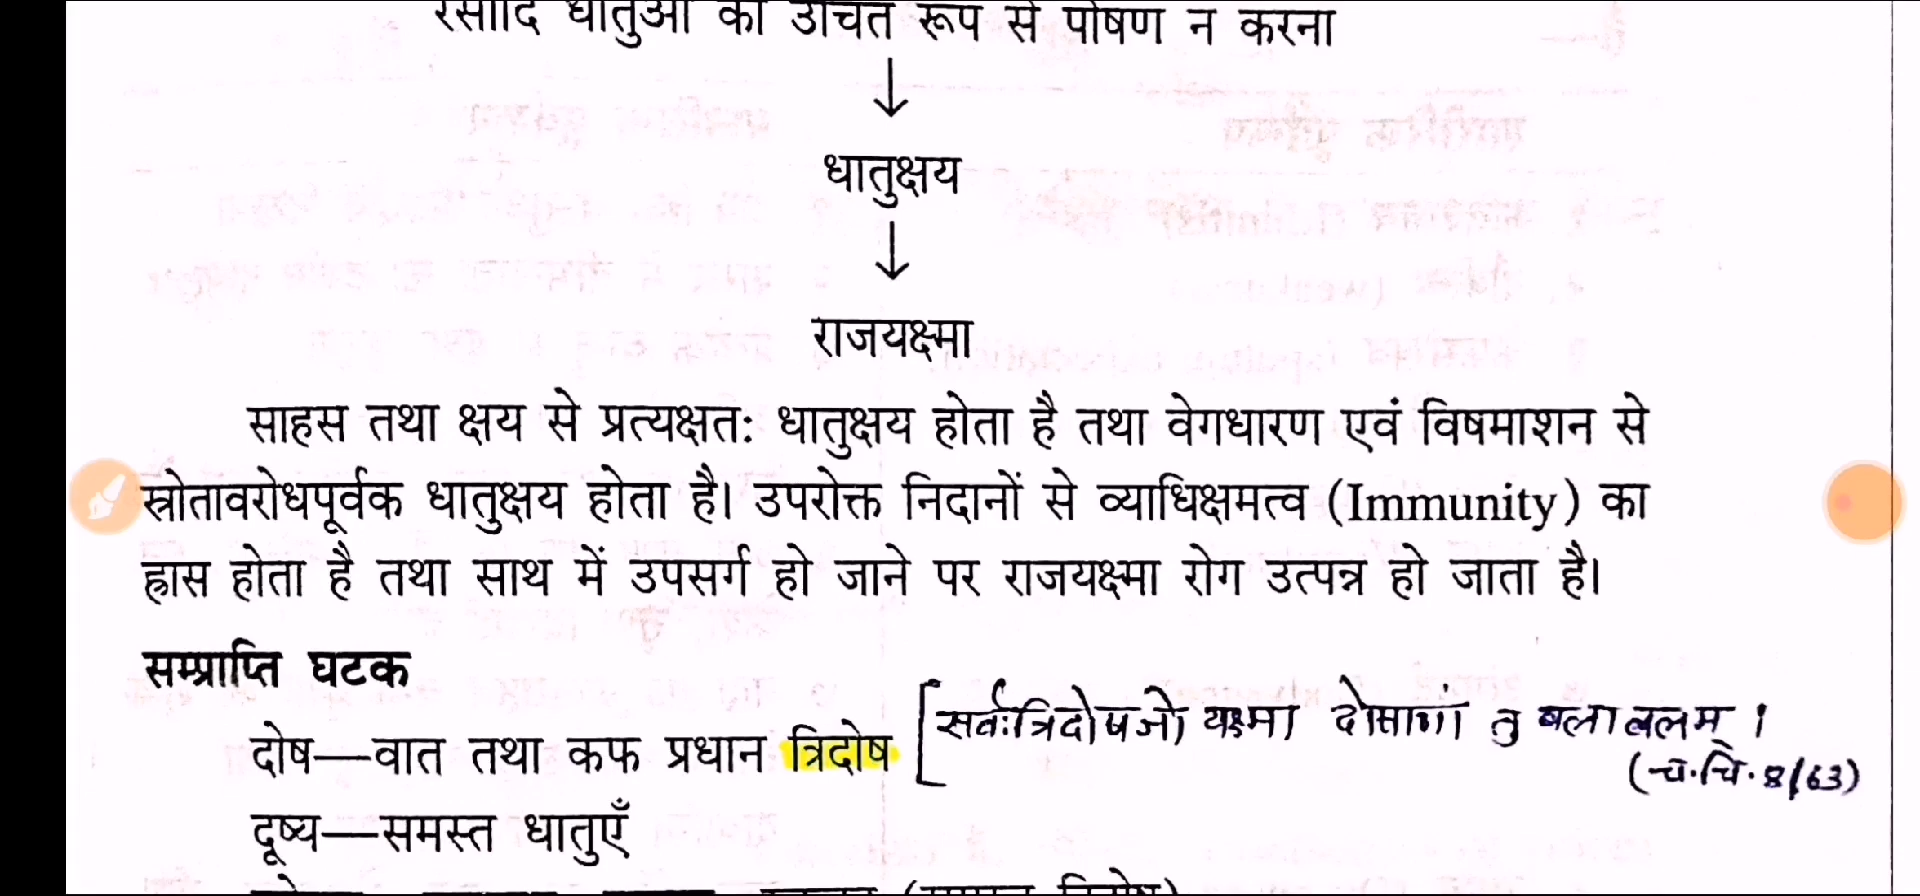 रसादि धातुओं का उचित रूप से पोषण न करना
↓
धातुक्षय
↓
राजयक्ष्मा
साहस तथा क्षय से प्रत्यक्षतः धातुक्षय होता है तथा वेगधारण एवं विषमाशन से
स्रोतावरोधपूर्वक धातुक्षय होता है। उपरोक्त निदानों से व्याधिक्षमत्व (Immunity) का
ह्रास होता है तथा साथ में उपसर्ग हो जाने पर राजयक्ष्मा रोग उत्पन्न हो जाता है।
सम्प्राप्ति घटक
दोष—वात तथा कफ प्रधान त्रिदोष [सर्वःत्रिदोषजो यक्ष्मा दोषाणां तु बलाबलम्।
(च.चि.8/63)
दूष्य—समस्त धातुएँ